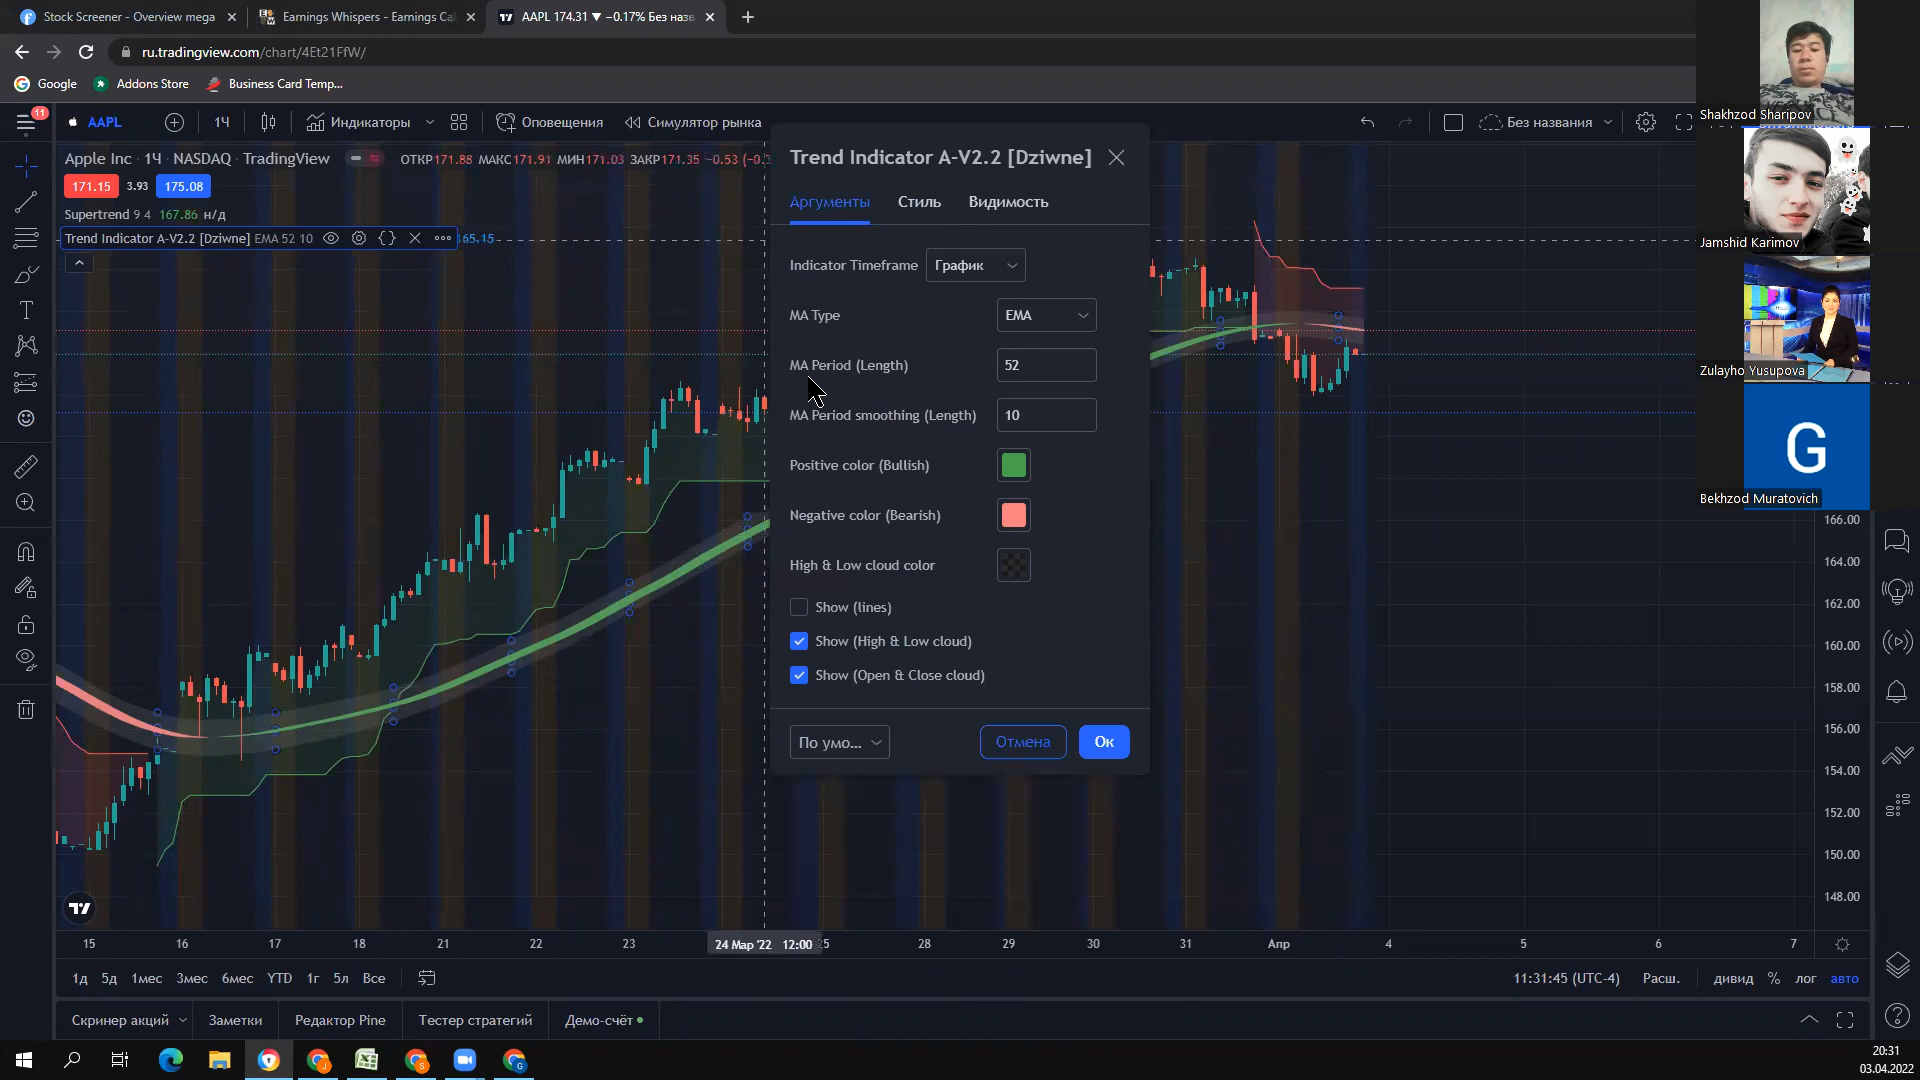 Stock Screener - Overview mega
Earnings Whispers - Earnings Cal
AAPL 174.31 ▼ −0.17% Без назв
ru.tradingview.com/chart/4Et21FfW/
Google
Addons Store
Business Card Temp...
11
AAPL
1Ч
Индикаторы
Оповещения
Симулятор рынка
Без названия
Apple Inc · 1Ч · NASDAQ · TradingView
ОТКР171.88 МАКС171.91 МИН171.03 ЗАКР171.35 −0.53
171.15
3.93
175.08
Supertrend 9 4 167.86 н/д
Trend Indicator A-V2.2 [Dziwne] EMA 52 10
165.15
Trend Indicator A-V2.2 [Dziwne]
Аргументы
Стиль
Видимость
Indicator Timeframe
График
MA Type
EMA
MA Period (Length)
52
MA Period smoothing (Length)
10
Positive color (Bullish)
Negative color (Bearish)
High & Low cloud color
Show (lines)
Show (High & Low cloud)
Show (Open & Close cloud)
По умо...
Отмена
Ок
Shakhzod Sharipov
Jamshid Karimov
Zulayho Yusupova
G
Bekhzod Muratovich
166.00
164.00
162.00
160.00
158.00
156.00
154.00
152.00
150.00
148.00
15
16
17
18
21
22
23
24 Мар '22 12:00
25
28
29
30
31
Апр
4
5
6
7
1д
5д
1мес
3мес
6мес
YTD
1г
5л
Все
11:31:45 (UTC-4)
Расш.
дивид
%
лог
авто
Скринер акций
Заметки
Редактор Pine
Тестер стратегий
Демо-счёт
20:31
03.04.2022